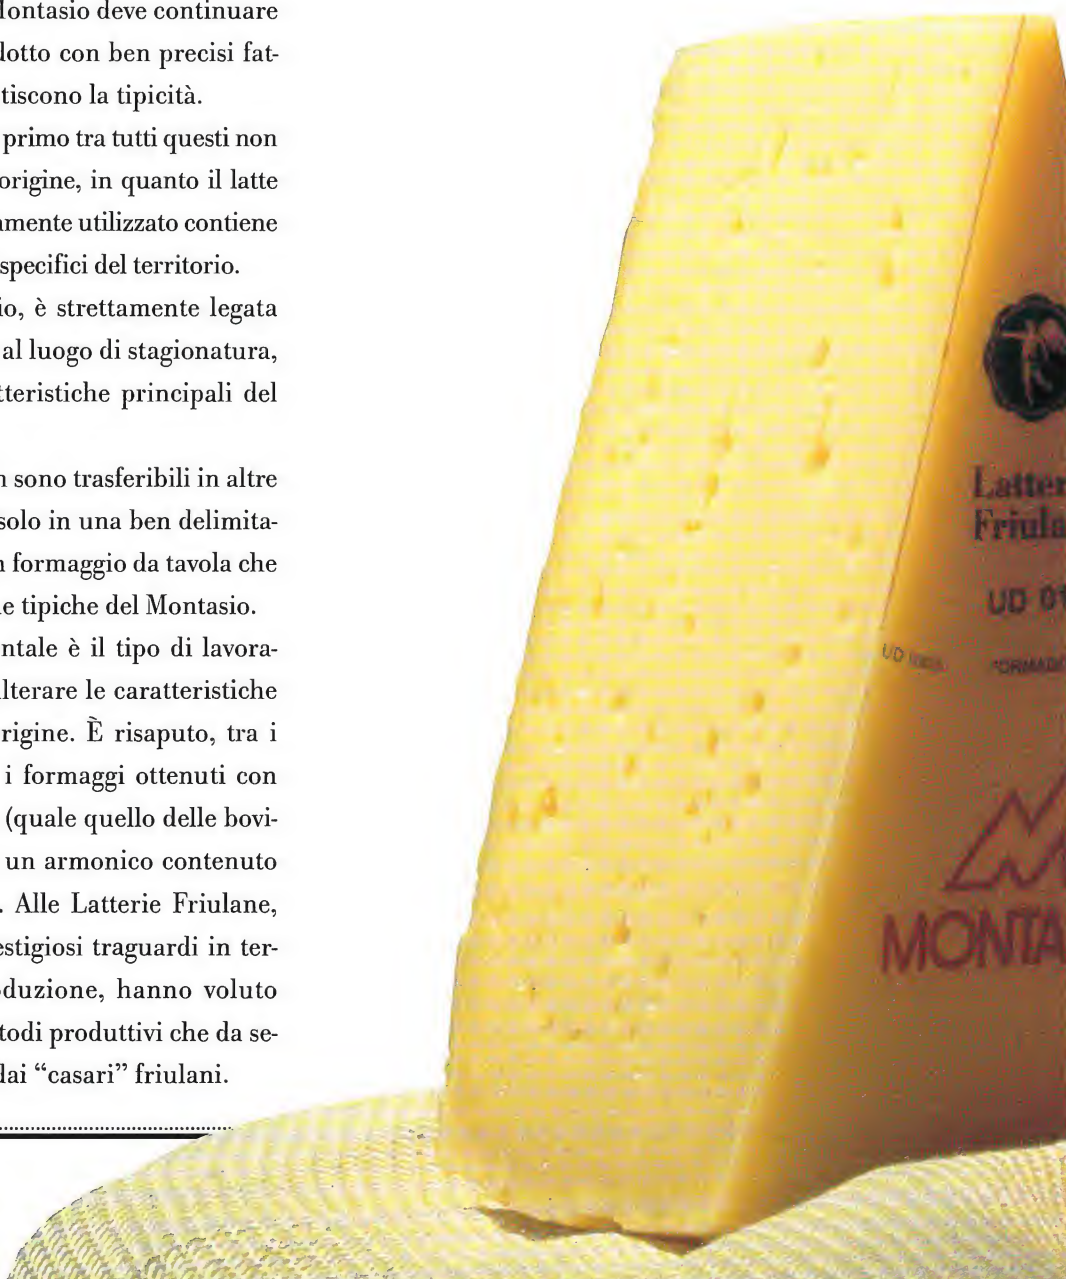 Montasio deve continuare
dotto con ben precisi fat-
tiscono la tipicità.
primo tra tutti questi non
origine, in quanto il latte
amente utilizzato contiene
specifici del territorio.
io, è strettamente legata
al luogo di stagionatura,
tteristiche principali del
n sono trasferibili in altre
solo in una ben delimita-
n formaggio da tavola che
le tipiche del Montasio.
ntale è il tipo di lavora-
lterare le caratteristiche
rigine. È risaputo, tra i
i formaggi ottenuti con
(quale quello delle bovi-
un armonico contenuto
. Alle Latterie Friulane,
estigiosi traguardi in ter-
duzione, hanno voluto
todi produttivi che da se-
dai “casari” friulani.
Latter
Friula
UD 01
UD
MONTA